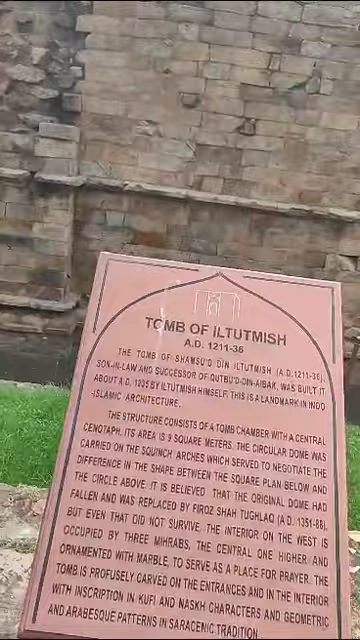 TOMB OF ILTUTMISH
A.D. 1211-36
THE TOMB OF SHAMSU'D DIN ILTUTMISH (A.D. 1211-36),
SON-IN-LAW AND SUCCESSOR OF QUTBU'D-DIN-AIBAK, WAS BUILT IN
ABOUT A.D. 1235 BY ILTUTMISH HIMSELF. THIS IS A LANDMARK IN INDO
-ISLAMIC ARCHITECTURE.
THE STRUCTURE CONSISTS OF A TOMB CHAMBER WITH A CENTRAL
CENOTAPH. ITS AREA IS 9 SQUARE METERS. THE CIRCULAR DOME WAS
CARRIED ON THE SQUINCH ARCHES WHICH SERVED TO NEGOTIATE THE
DIFFERENCE IN THE SHAPE BETWEEN THE SQUARE PLAN BELOW AND
THE CIRCLE ABOVE. IT IS BELIEVED THAT THE ORIGINAL DOME HAD
FALLEN AND WAS REPLACED BY FIROZ SHAH TUGHLAQ (A.D. 1351-88),
BUT EVEN THAT DID NOT SURVIVE. THE INTERIOR ON THE WEST IS
OCCUPIED BY THREE MIHRABS, THE CENTRAL ONE HIGHER AND
ORNAMENTED WITH MARBLE, TO SERVE AS A PLACE FOR PRAYER. THE
TOMB IS PROFUSELY CARVED ON THE ENTRANCES AND IN THE INTERIOR
WITH INSCRIPTION IN KUFI AND NASKH CHARACTERS AND GEOMETRIC
AND ARABESQUE PATTERNS IN SARACENIC TRADITION.